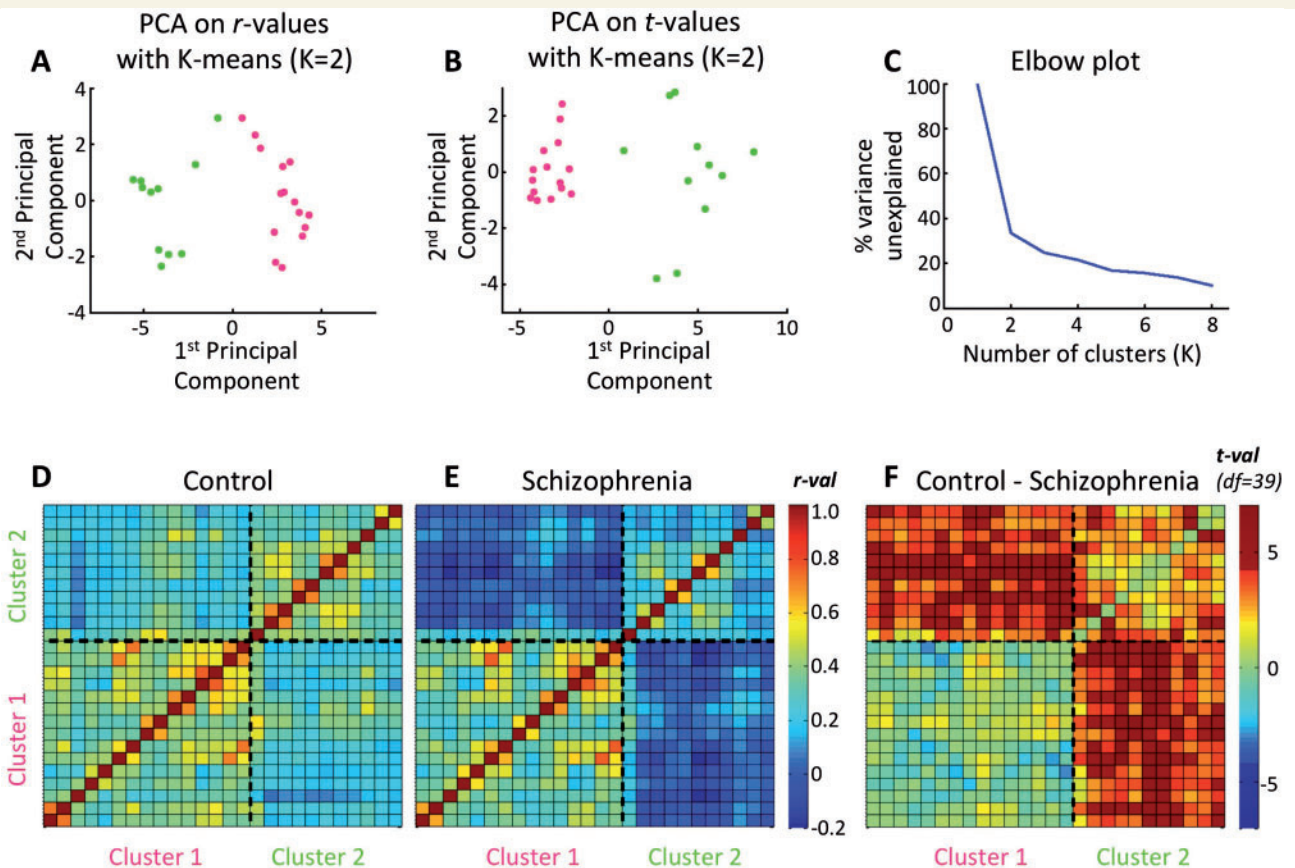 PCA on r-values
with K-means (K=2)
A
4
2
0
-2
-4
2nd Principal
Component
-5
0
5
1st Principal
Component
PCA on t-values
with K-means (K=2)
B
2
0
-2
-4
2nd Principal
Component
-5
0
5
10
1st Principal
Component
C
Elbow plot
100
80
60
40
20
0
% variance
unexplained
0
2
4
6
8
Number of clusters (K)
D
Control
Cluster 2
Cluster 1
Cluster 1
Cluster 2
E
Schizophrenia
Cluster 1
Cluster 2
r-val
1.0
0.8
0.6
0.4
0.2
0
-0.2
F
Control - Schizophrenia
Cluster 1
Cluster 2
t-val
(df=39)
5
0
-5